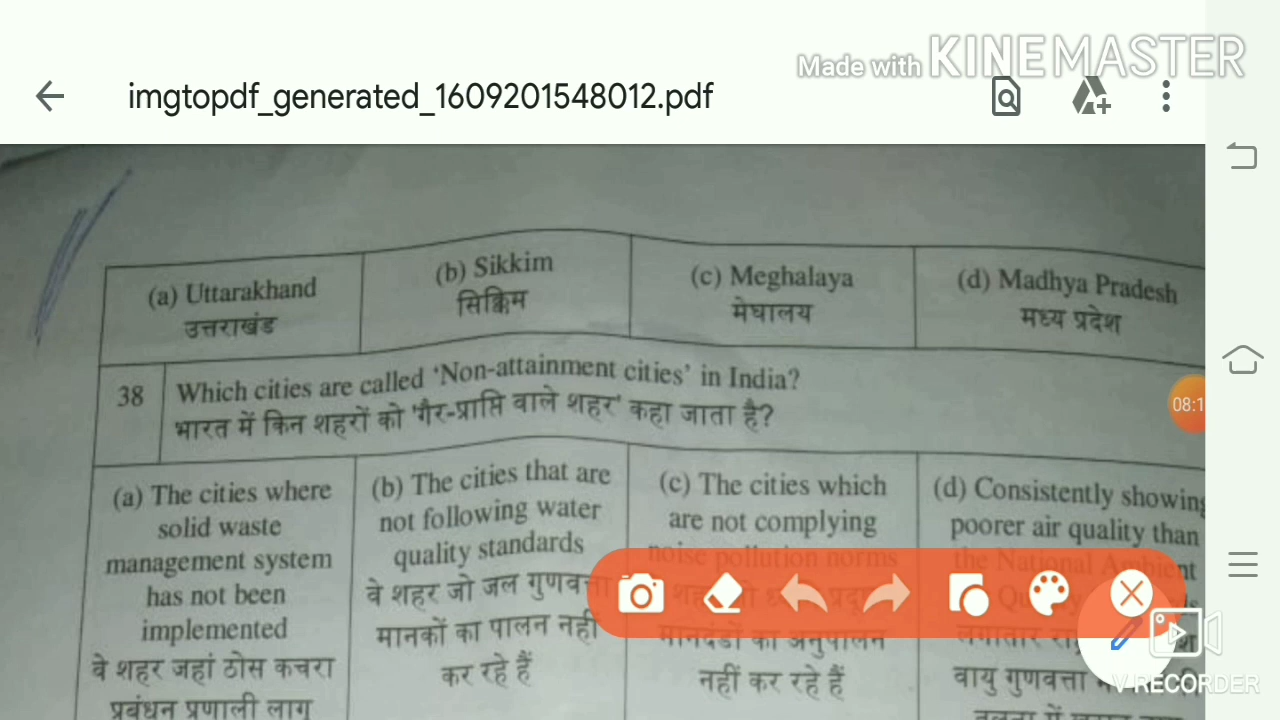 Made with KINEMASTER
imgtopdf_generated_1609201548012.pdf
(a) Uttarakhand
उत्तराखंड
(b) Sikkim
सिक्किम
(c) Meghalaya
मेघालय
(d) Madhya Pradesh
मध्य प्रदेश
38
Which cities are called ‘Non-attainment cities’ in India?
भारत में किन शहरों को 'गैर-प्राप्ति वाले शहर' कहा जाता है?
(a) The cities where
solid waste
management system
has not been
implemented
वे शहर जहां ठोस कचरा
प्रबंधन प्रणाली लागू
(b) The cities that are
not following water
quality standards
वे शहर जो जल गुणवत्ता
मानकों का पालन नहीं
कर रहे हैं
(c) The cities which
are not complying
noise pollution norms
मानदंडों का अनुपालन
नहीं कर रहे हैं
(d) Consistently showing
poorer air quality than
the National Ambient
लगातार
वायु गुणवत्ता
08:1
V RECORDER